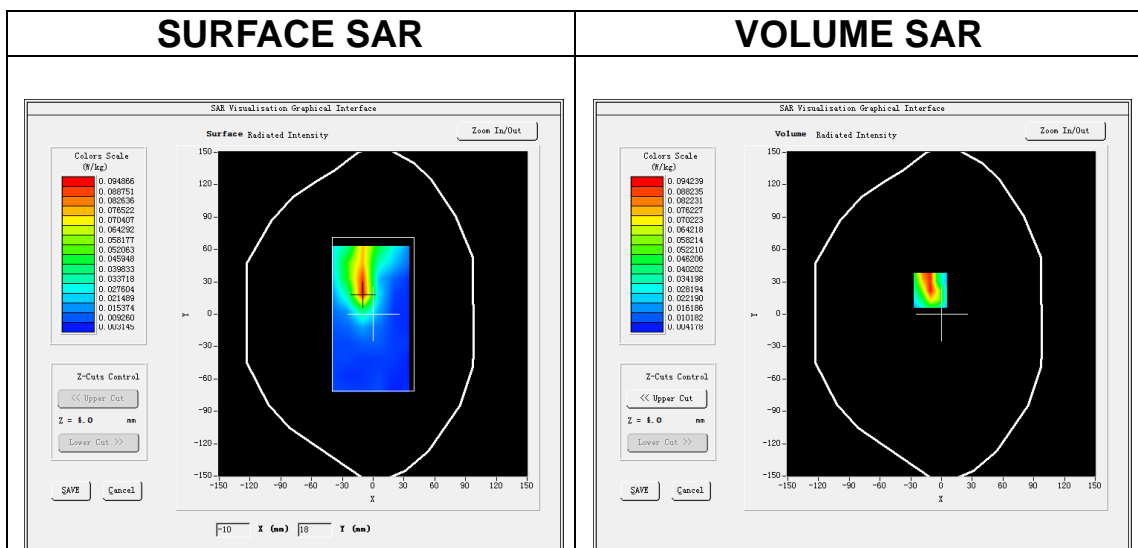 SURFACE SAR
VOLUME SAR
SAR Visualisation Graphical Interface
Surface Radiated Intensity
Zoom In/Out
Colors Scale
(W/kg)
0.094866
0.088751
0.082636
0.076522
0.070407
0.064292
0.058177
0.052063
0.045948
0.039833
0.033718
0.027604
0.021489
0.015374
0.009260
0.003145
150
120
90
60
30
0
-30
-60
-90
-120
-150
Y
-150 -120 -90 -60 -30 0 30 60 90 120 150
X
Z-Cuts Control
<< Upper Cut
Z = 4.0 mm
Lower Cut >>
SAVE Cancel
-10 X (mm) 18 Y (mm)
SAR Visualisation Graphical Interface
Volume Radiated Intensity
Zoom In/Out
Colors Scale
(W/kg)
0.094239
0.088235
0.082231
0.076227
0.070223
0.064218
0.058214
0.052210
0.046206
0.040202
0.034198
0.028194
0.022190
0.016186
0.010182
0.004178
150
120
90
60
30
0
-30
-60
-90
-120
-150
Y
-150 -120 -90 -60 -30 0 30 60 90 120 150
X
Z-Cuts Control
<< Upper Cut
Z = 4.0 mm
Lower Cut >>
SAVE Cancel